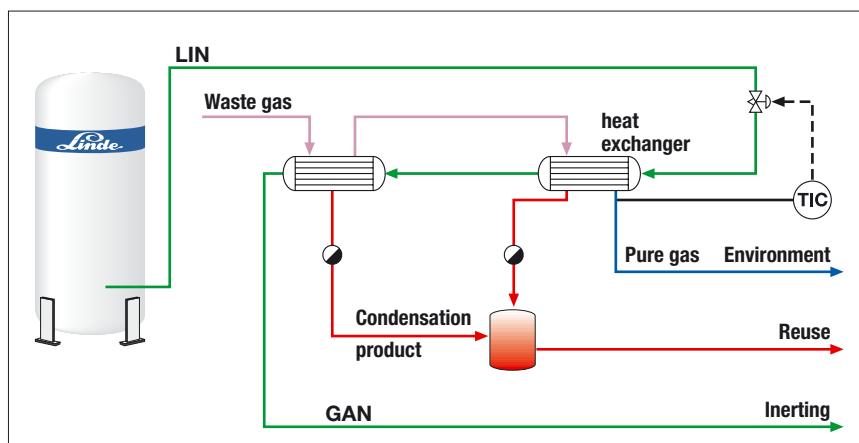 LIN
Waste gas
heat
exchanger
Linde
TIC
Pure gas
Environment
Condensation
product
Reuse
GAN
Inerting